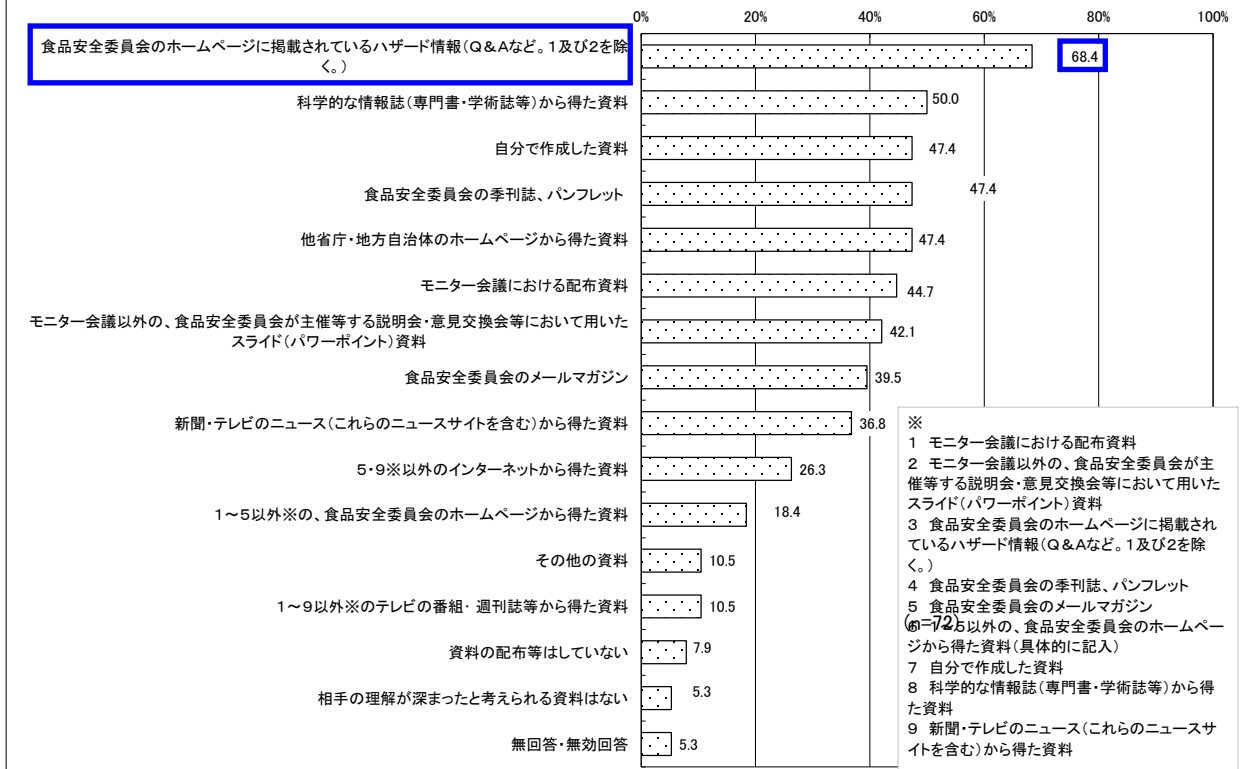 0% 20% 40% 60% 80% 100%
食品安全委員会のホームページに掲載されているハザード情報(Q&Aなど。1及び2を除
く。)
68.4
科学的な情報誌(専門書・学術誌等)から得た資料
50.0
自分で作成した資料
47.4
食品安全委員会の季刊誌、パンフレット
47.4
他省庁・地方自治体のホームページから得た資料
47.4
モニター会議における配布資料
44.7
モニター会議以外の、食品安全委員会が主催等する説明会・意見交換会等において用いた
スライド(パワーポイント)資料
42.1
食品安全委員会のメールマガジン
39.5
新聞・テレビのニュース(これらのニュースサイトを含む)から得た資料
36.8
5・9※以外のインターネットから得た資料
26.3
1~5以外※の、食品安全委員会のホームページから得た資料
18.4
その他の資料
10.5
1~9以外※のテレビの番組・ 週刊誌等から得た資料
10.5
資料の配布等はしていない
7.9
相手の理解が深まったと考えられる資料はない
5.3
無回答・無効回答
5.3
※
1 モニター会議における配布資料
2 モニター会議以外の、食品安全委員会が主
催等する説明会・意見交換会等において用いた
スライド(パワーポイント)資料
3 食品安全委員会のホームページに掲載され
ているハザード情報(Q&Aなど。1及び2を除
く。)
4 食品安全委員会の季刊誌、パンフレット
5 食品安全委員会のメールマガジン
(n=72)
6 1~5以外の、食品安全委員会のホームペー
ジから得た資料(具体的に記入)
7 自分で作成した資料
8 科学的な情報誌(専門書・学術誌等)から得
た資料
9 新聞・テレビのニュース(これらのニュースサ
イトを含む)から得た資料